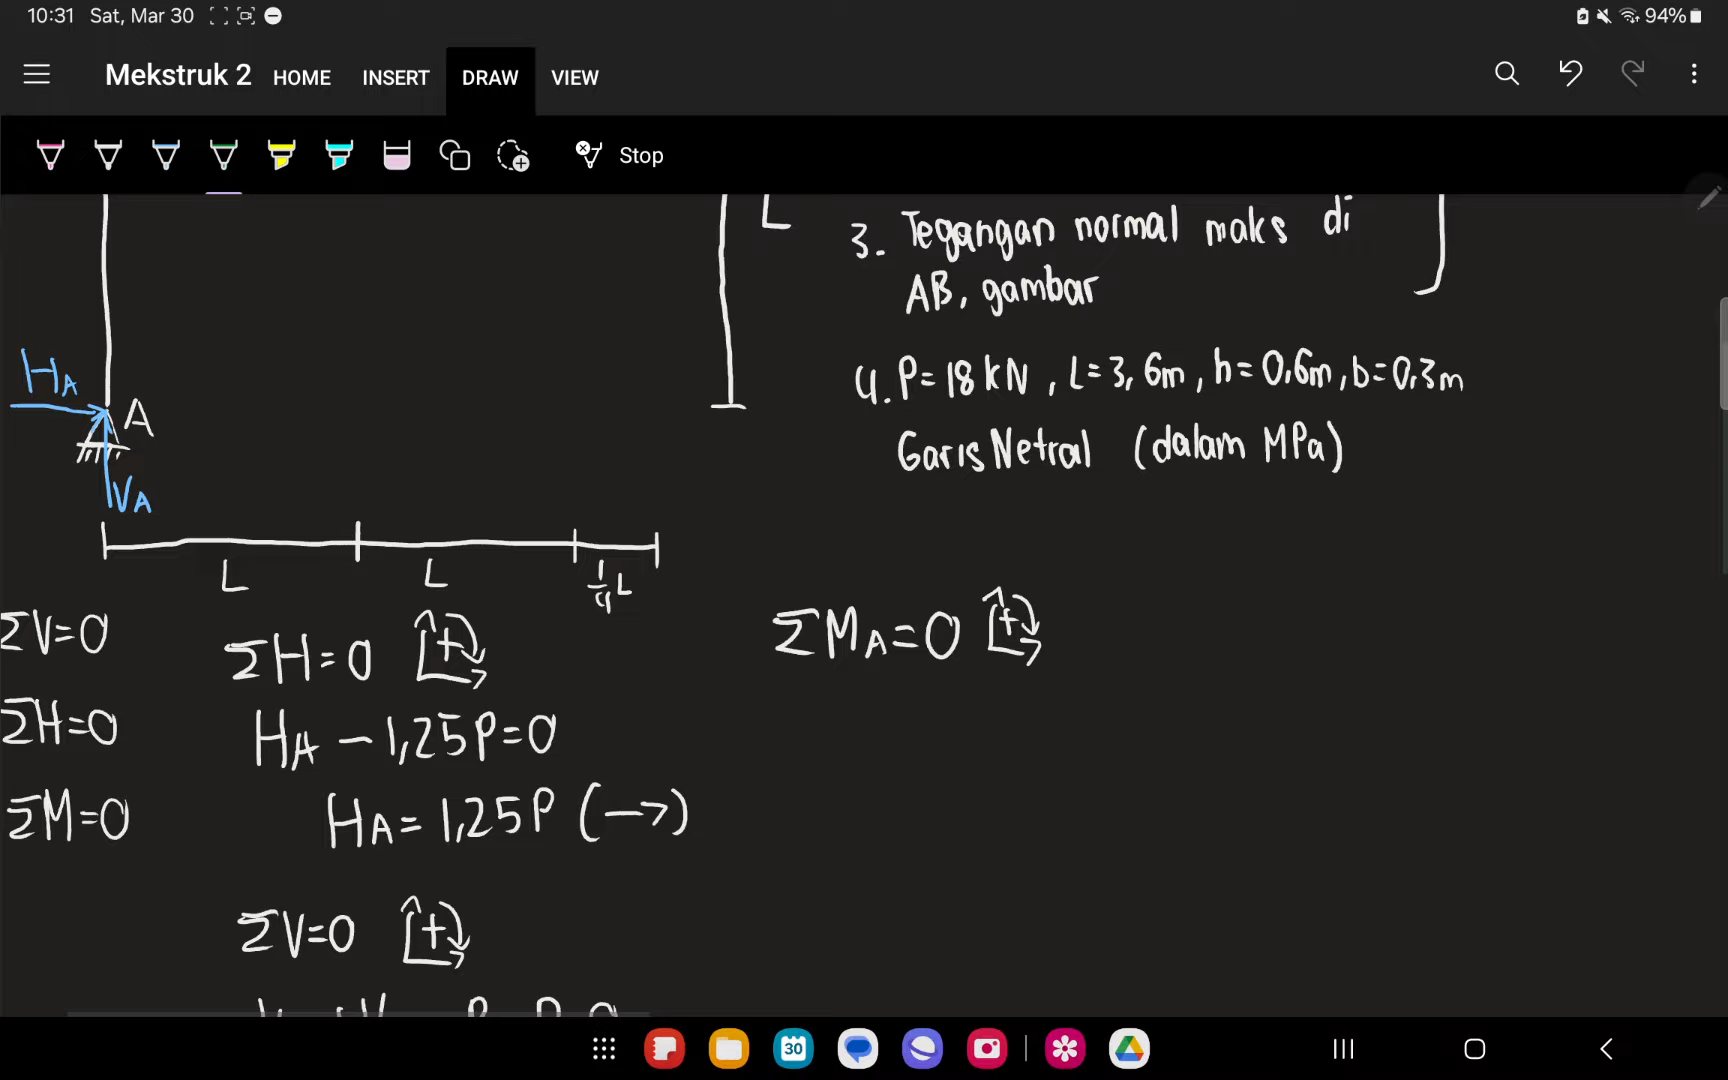 10:31 Sat, Mar 30
94%
Mekstruk 2 HOME INSERT DRAW VIEW
Stop
L
3. Tegangan normal maks di
AB, gambar
4. P=18 kN, L=3,6m, h=0,6m, b=0,3m
Garis Netral (dalam MPa)
HA
A
VA
L L 1/4 L
ΣV=0
ΣH=0
ΣM=0
ΣH=0 +
HA - 1,25P=0
HA= 1,25P (→)
ΣV=0 +
ΣMA=0 +
30